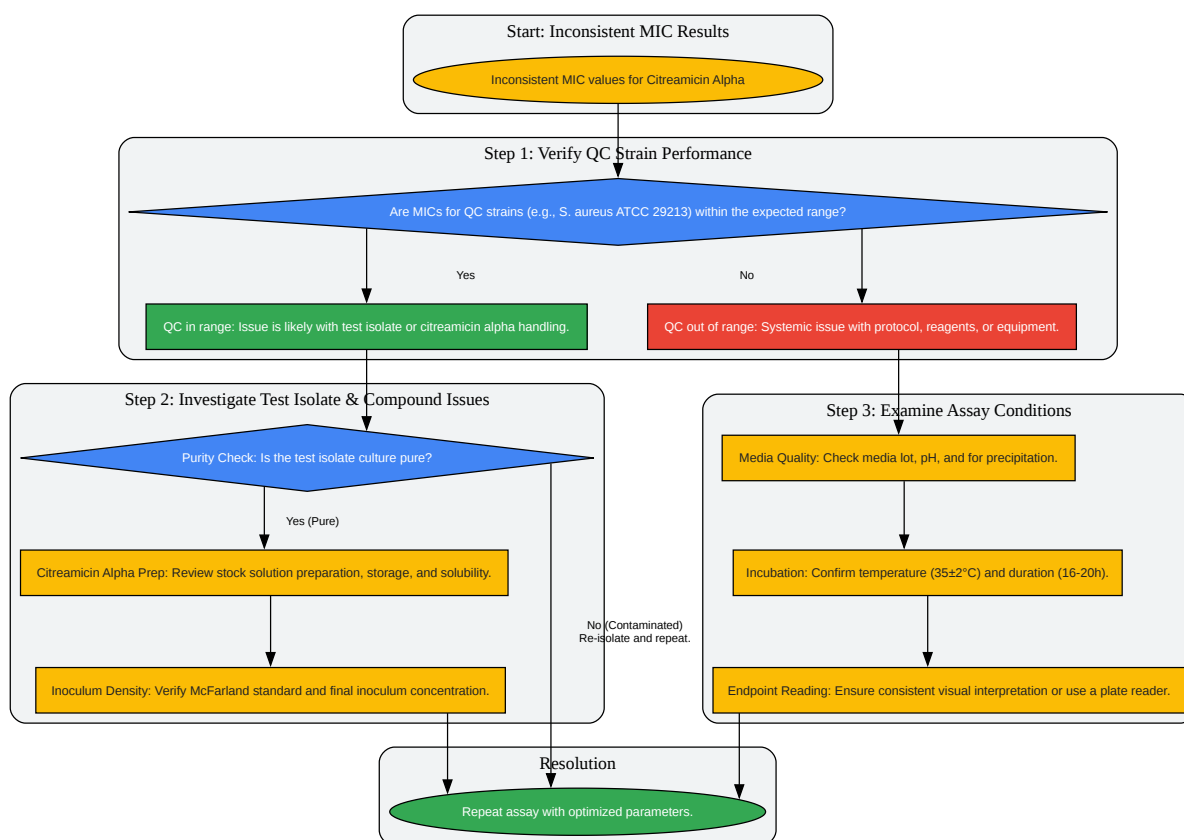 Start: Inconsistent MIC Results
Inconsistent MIC values for Citreamicin Alpha
Step 1: Verify QC Strain Performance
Are MICs for QC strains (e.g., S. aureus ATCC 29213) within the expected range?
Yes
No
QC in range: Issue is likely with test isolate or citreamicin alpha handling.
QC out of range: Systemic issue with protocol, reagents, or equipment.
Step 2: Investigate Test Isolate & Compound Issues
Purity Check: Is the test isolate culture pure?
Yes (Pure)
Citreamicin Alpha Prep: Review stock solution preparation, storage, and solubility.
No (Contaminated)
Re-isolate and repeat.
Inoculum Density: Verify McFarland standard and final inoculum concentration.
Step 3: Examine Assay Conditions
Media Quality: Check media lot, pH, and for precipitation.
Incubation: Confirm temperature (35±2°C) and duration (16-20h).
Endpoint Reading: Ensure consistent visual interpretation or use a plate reader.
Resolution
Repeat assay with optimized parameters.